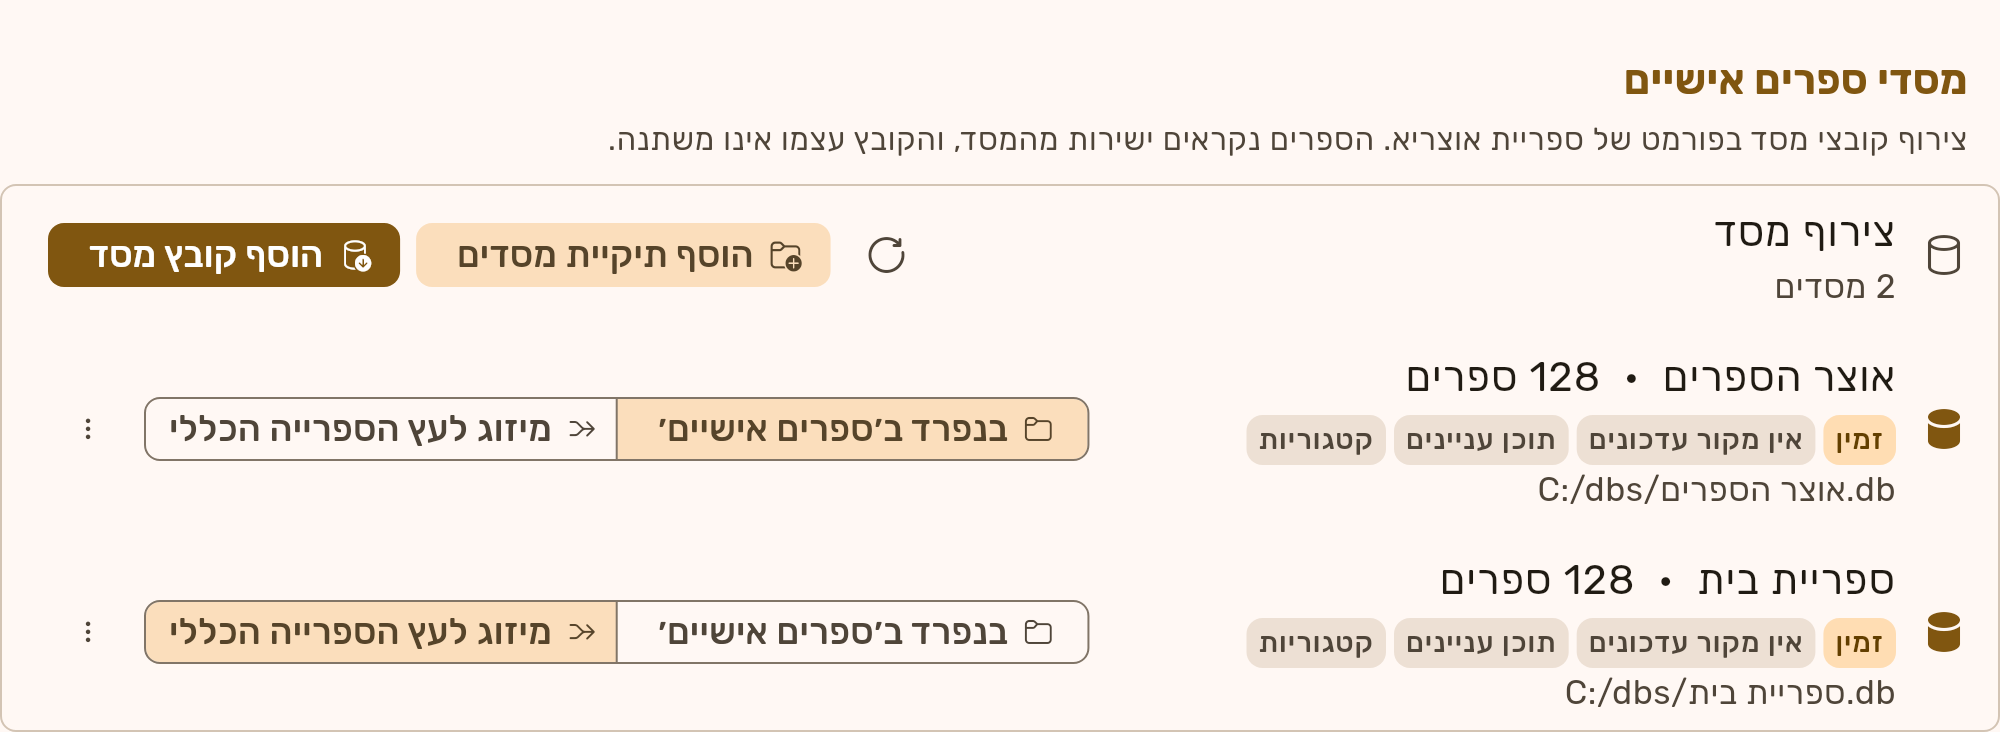 מסדי ספרים אישיים
צירוף קובצי מסד בפורמט של ספריית אוצריא. הספרים נקראים ישירות מהמסד, והקובץ עצמו אינו משתנה.
צירוף מסד
2 מסדים
הוסף תיקיית מסדים
הוסף קובץ מסד
אוצר הספרים • 128 ספרים
זמין אין מקור עדכונים תוכן עניינים קטגוריות
C:/dbs/אוצר הספרים.db
בנפרד ב'ספרים אישיים'
מיזוג לעץ הספרייה הכללי
ספריית בית • 128 ספרים
זמין אין מקור עדכונים תוכן עניינים קטגוריות
C:/dbs/ספריית בית.db
בנפרד ב'ספרים אישיים'
מיזוג לעץ הספרייה הכללי